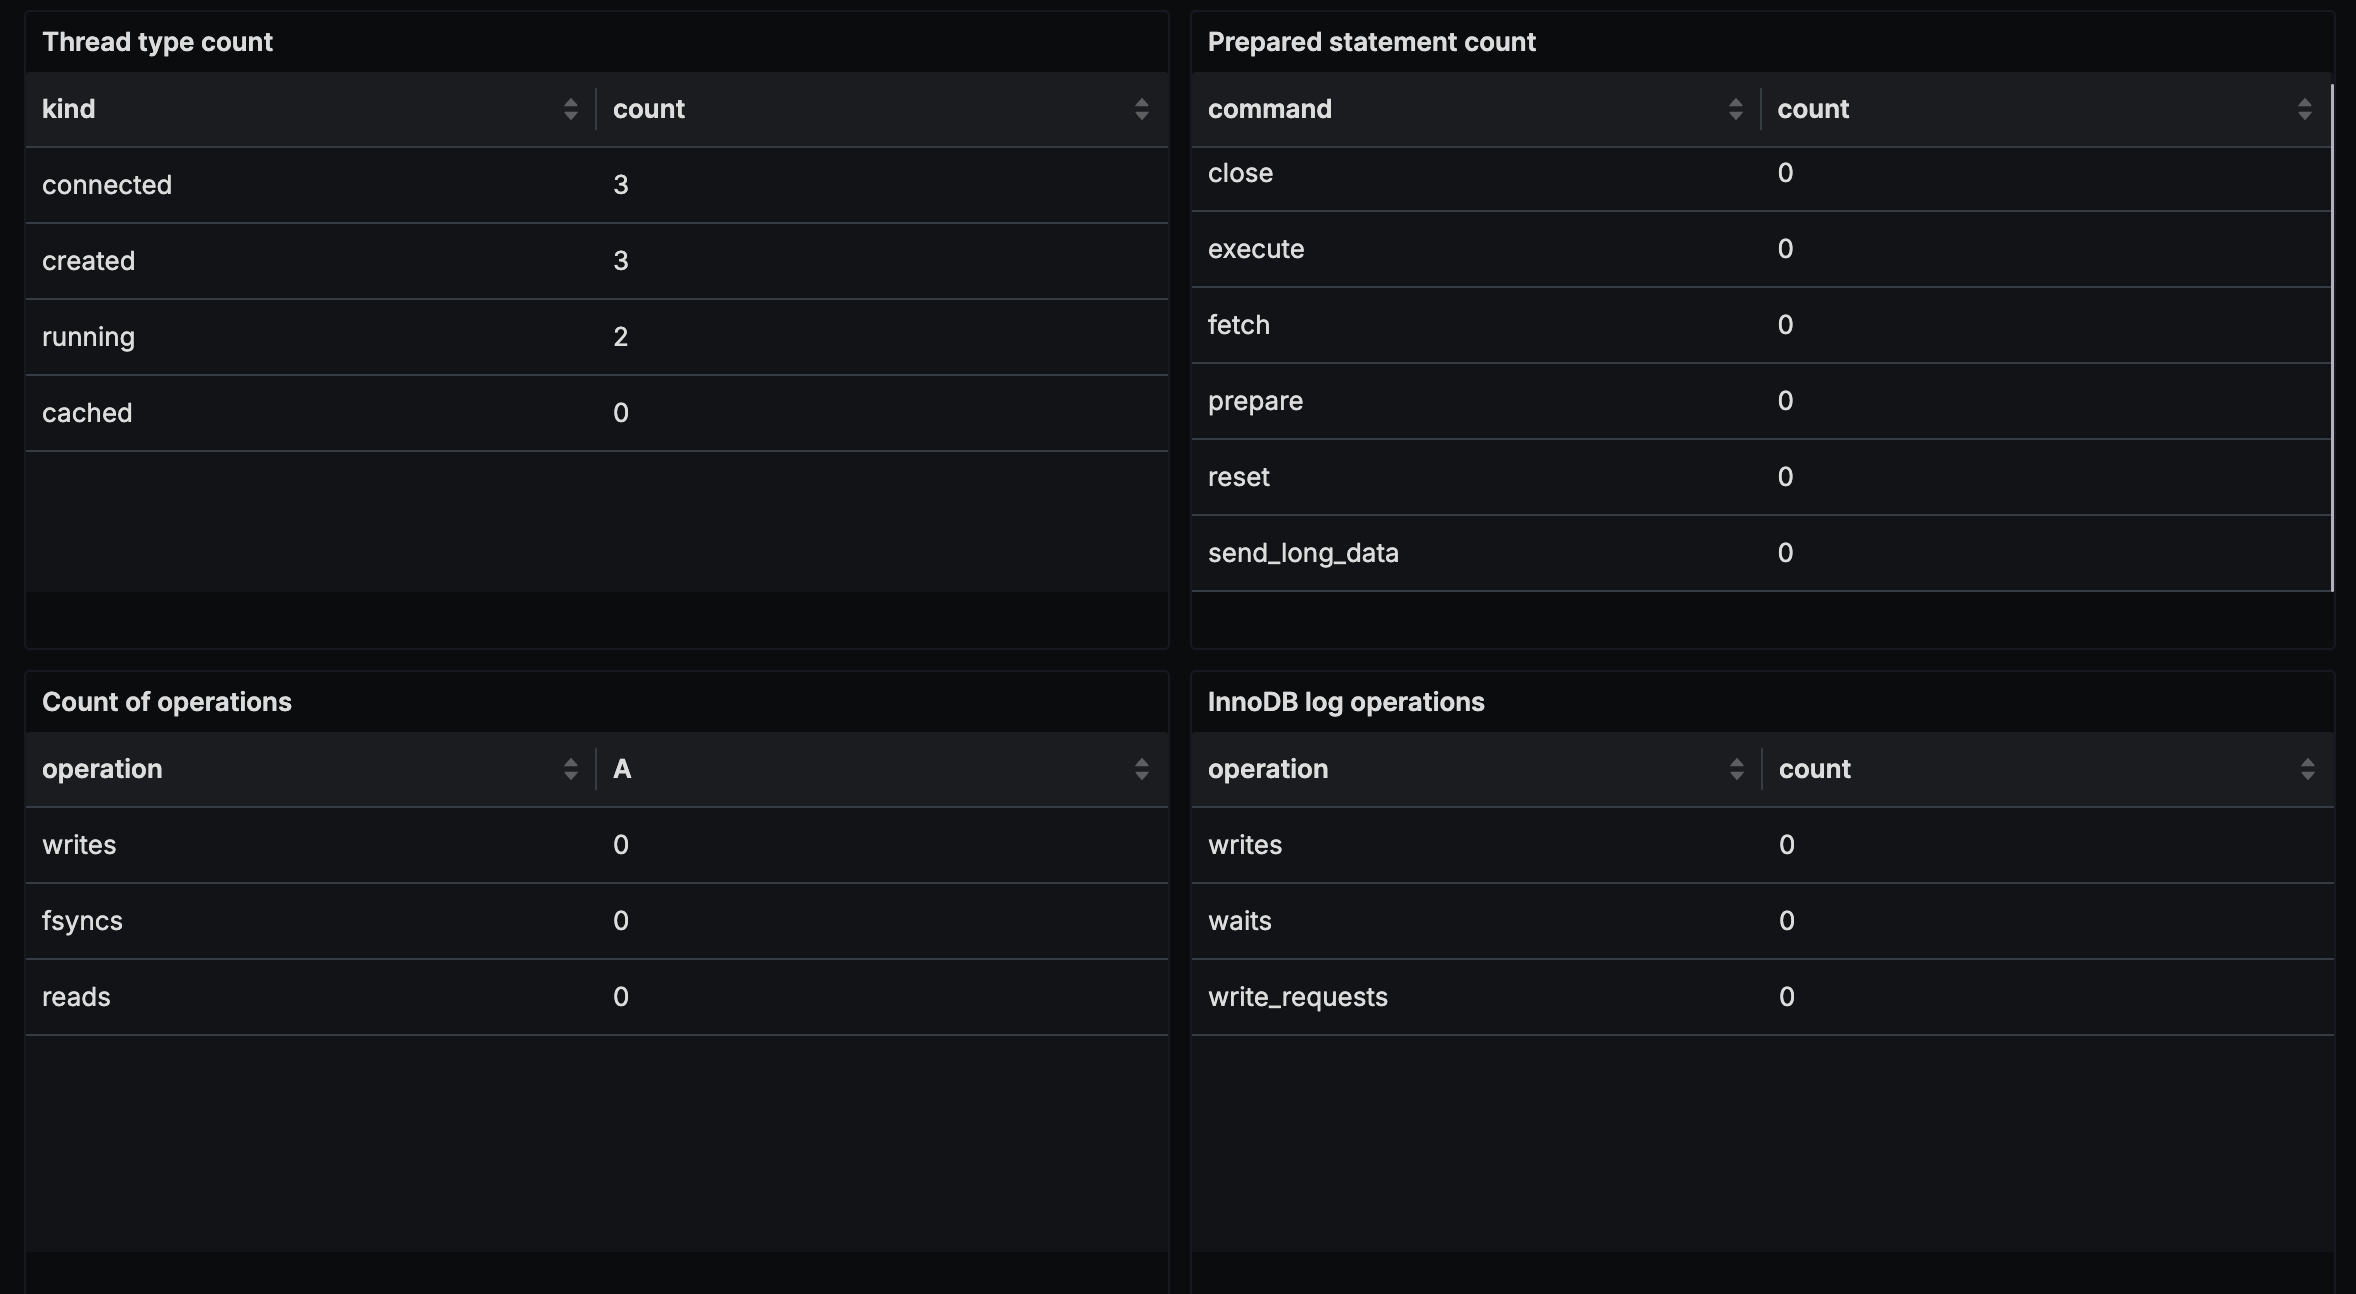 Thread type count
kind count
connected 3
created 3
running 2
cached 0
Prepared statement count
command count
close 0
execute 0
fetch 0
prepare 0
reset 0
send_long_data 0
Count of operations
operation A
writes 0
fsyncs 0
reads 0
InnoDB log operations
operation count
writes 0
waits 0
write_requests 0